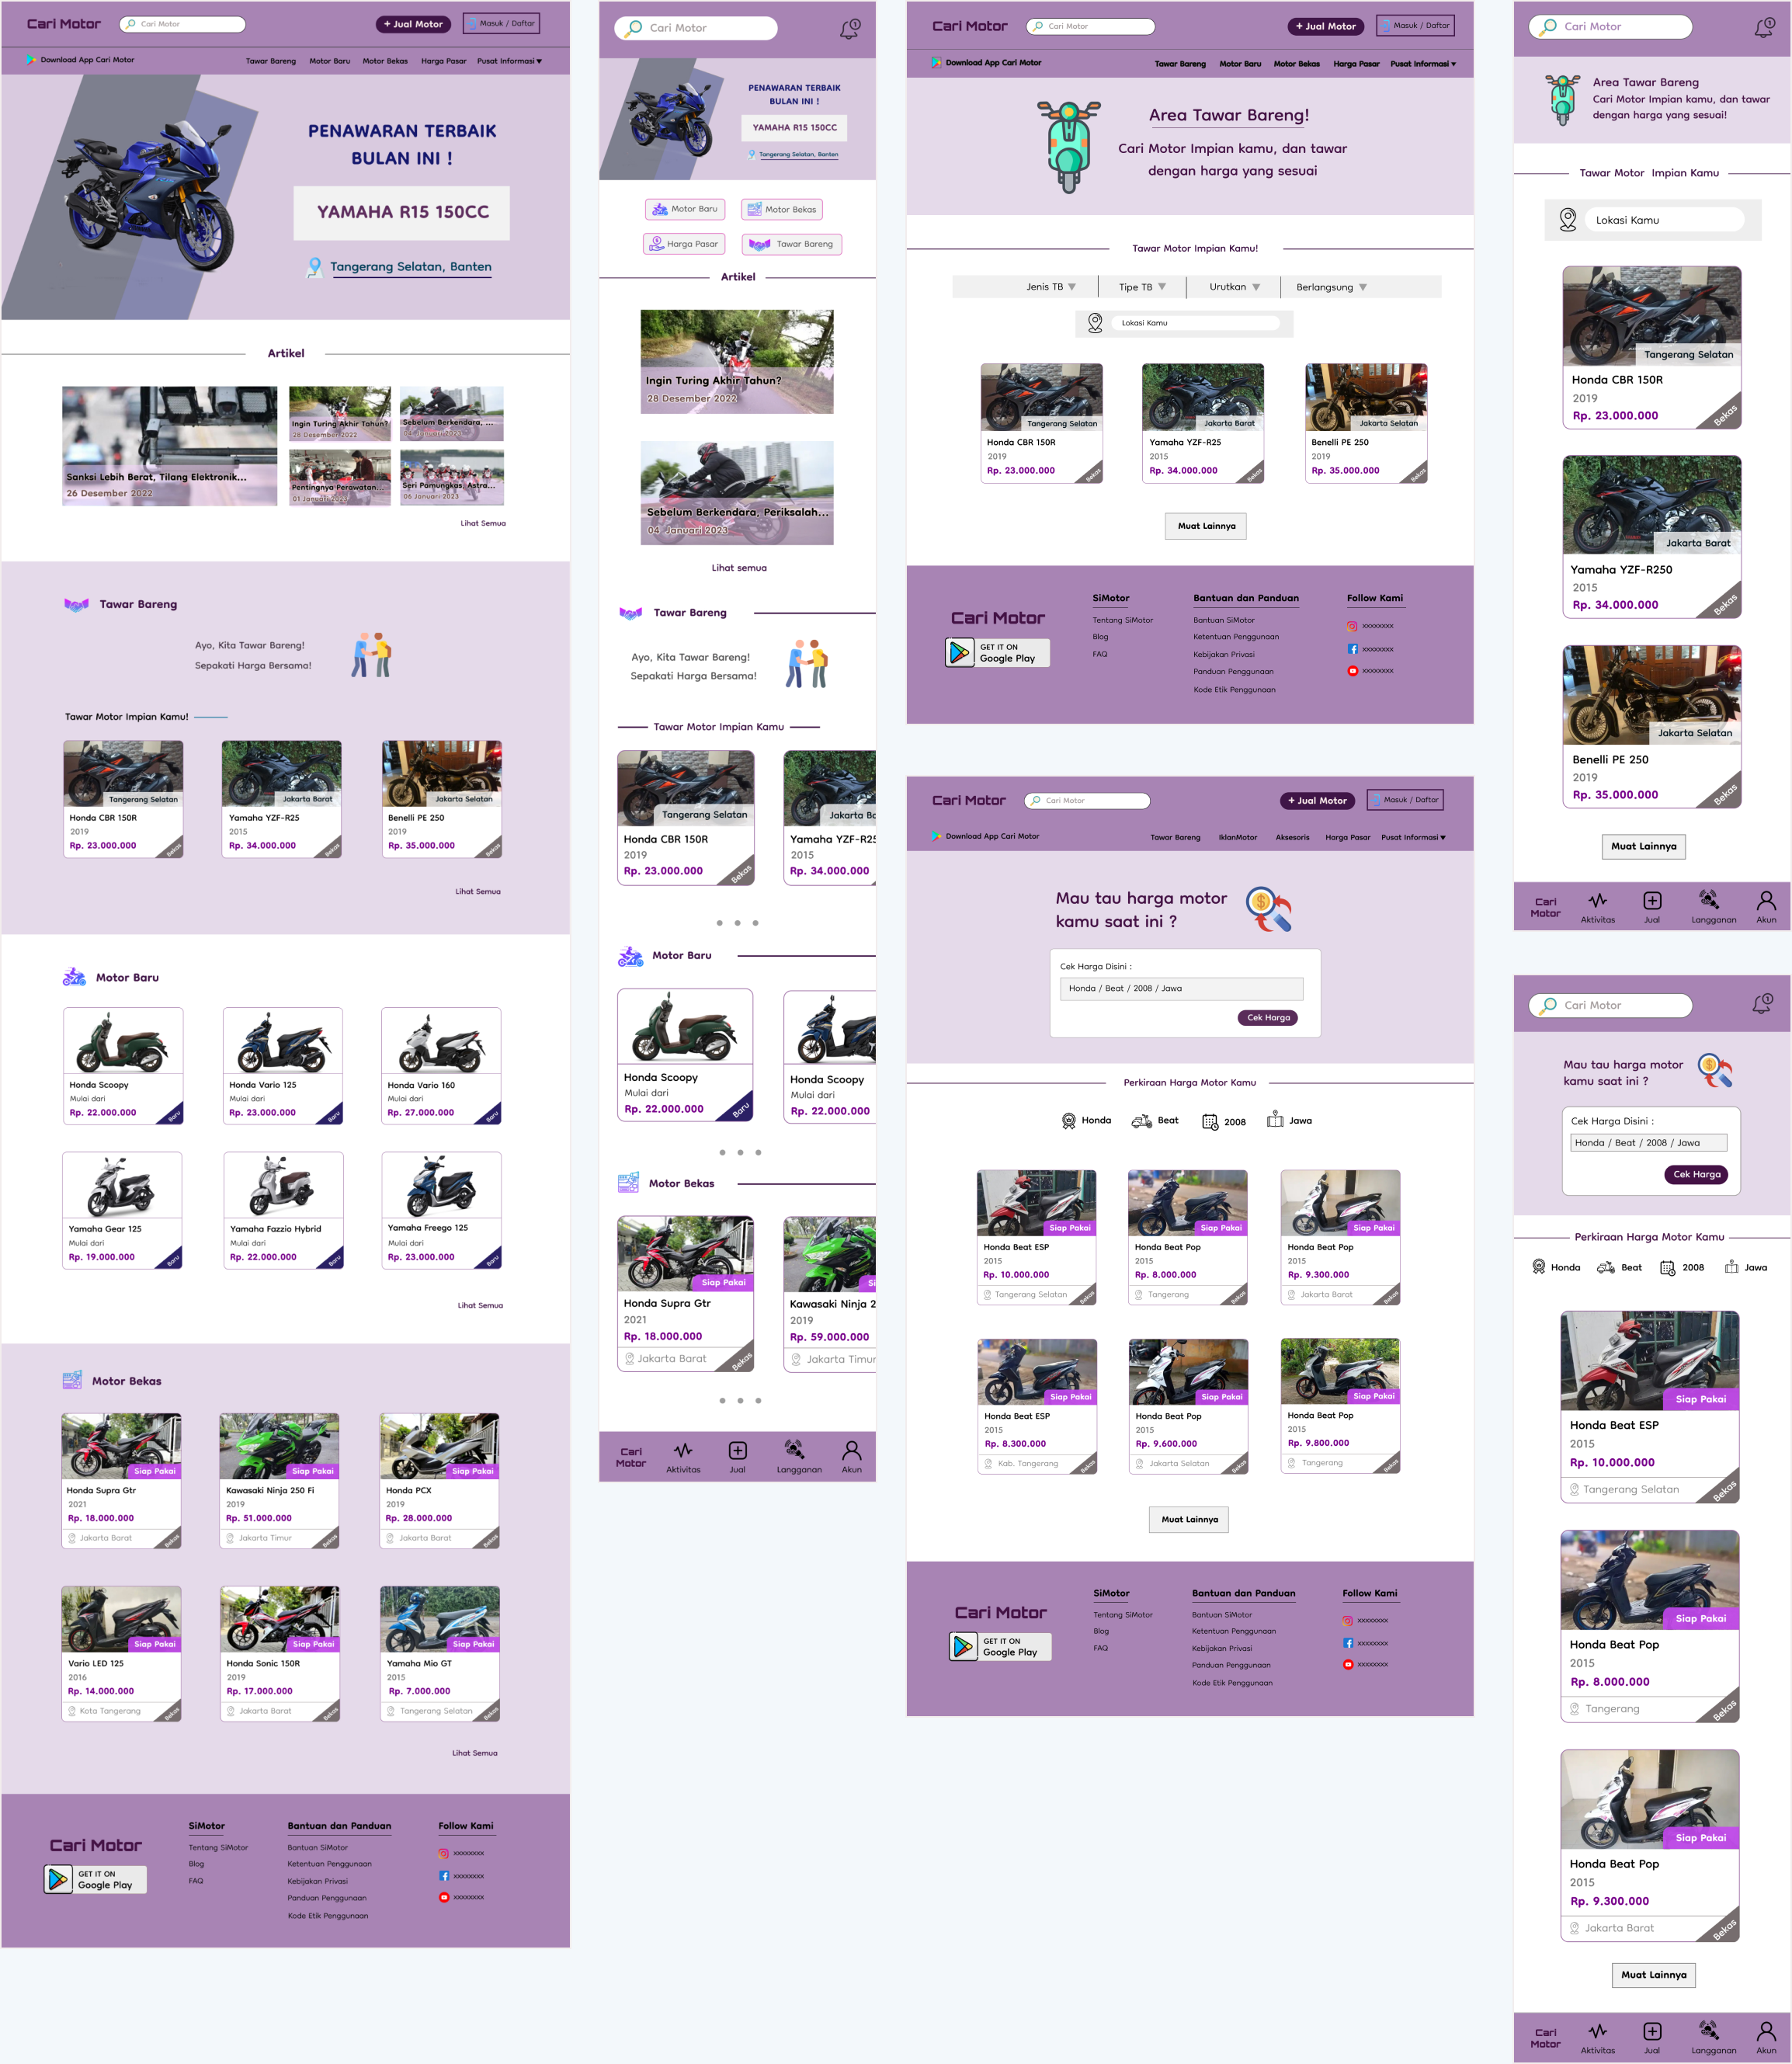 Cari Motor
Cari Motor
+ Jual Motor
Masuk / Daftar
Download App Cari Motor
Tawar Bareng
Motor Baru
Motor Bekas
Harga Pasar
Pusat Informasi ▾
PENAWARAN TERBAIK
BULAN INI !
YAMAHA R15 150CC
Tangerang Selatan, Banten
Artikel
Sanksi Lebih Berat, Tilang Elektronik...
26 Desember 2022
Ingin Turing Akhir Tahun?
28 Desember 2022
Sebelum Berkendara, ...
04 Januari 2023
Pentingnya Perawatan...
01 Januari 2023
Seri Pamungkas, Astra...
06 Januari 2023
Lihat Semua
Tawar Bareng
Ayo, Kita Tawar Bareng!
Sepakati Harga Bersama!
Tawar Motor Impian Kamu!
Tangerang Selatan
Honda CBR 150R
2019
Rp. 23.000.000
Bekas
Jakarta Barat
Yamaha YZF-R25
2015
Rp. 34.000.000
Bekas
Jakarta Selatan
Benelli PE 250
2019
Rp. 35.000.000
Bekas
Lihat Semua
Motor Baru
Honda Scoopy
Mulai dari
Rp. 22.000.000
Baru
Honda Vario 125
Mulai dari
Rp. 23.000.000
Baru
Honda Vario 160
Mulai dari
Rp. 27.000.000
Baru
Yamaha Gear 125
Mulai dari
Rp. 19.000.000
Baru
Yamaha Fazzio Hybrid
Mulai dari
Rp. 22.000.000
Baru
Yamaha Freego 125
Mulai dari
Rp. 23.000.000
Baru
Lihat Semua
Motor Bekas
Siap Pakai
Honda Supra Gtr
2021
Rp. 18.000.000
Jakarta Barat
Bekas
Siap Pakai
Kawasaki Ninja 250 Fi
2019
Rp. 51.000.000
Jakarta Timur
Bekas
Siap Pakai
Honda PCX
2019
Rp. 28.000.000
Jakarta Barat
Bekas
Siap Pakai
Vario LED 125
2016
Rp. 14.000.000
Kota Tangerang
Bekas
Siap Pakai
Honda Sonic 150R
2019
Rp. 17.000.000
Jakarta Barat
Bekas
Siap Pakai
Yamaha Mio GT
2015
Rp. 7.000.000
Tangerang Selatan
Bekas
Lihat Semua
Cari Motor
GET IT ON
Google Play
SiMotor
Tentang SiMotor
Blog
FAQ
Bantuan dan Panduan
Bantuan SiMotor
Ketentuan Penggunaan
Kebijakan Privasi
Panduan Penggunaan
Kode Etik Penggunaan
Follow Kami
xxxxxxxx
xxxxxxxx
xxxxxxxx
Cari Motor
1
PENAWARAN TERBAIK
BULAN INI !
YAMAHA R15 150CC
Tangerang Selatan, Banten
Motor Baru
Motor Bekas
Harga Pasar
Tawar Bareng
Artikel
Ingin Turing Akhir Tahun?
28 Desember 2022
Sebelum Berkendara, Periksalah...
04 Januari 2023
Lihat semua
Tawar Bareng
Ayo, Kita Tawar Bareng!
Sepakati Harga Bersama!
Tawar Motor Impian Kamu
Tangerang Selatan
Honda CBR 150R
2019
Rp. 23.000.000
Bekas
Jakarta Ba
Yamaha YZF-R25
2015
Rp. 34.000.000
Motor Baru
Honda Scoopy
Mulai dari
Rp. 22.000.000
Baru
Honda Scoopy
Mulai dari
Rp. 22.000.000
Motor Bekas
Siap Pakai
Honda Supra Gtr
2021
Rp. 18.000.000
Jakarta Barat
Bekas
Si
Kawasaki Ninja 2
2019
Rp. 59.000.000
Jakarta Timur
Cari
Motor
Aktivitas
Jual
Langganan
Akun
Cari Motor
Cari Motor
+ Jual Motor
Masuk / Daftar
Download App Cari Motor
Tawar Bareng
Motor Baru
Motor Bekas
Harga Pasar
Pusat Informasi ▾
Area Tawar Bareng!
Cari Motor Impian kamu, dan tawar
dengan harga yang sesuai
Tawar Motor Impian Kamu!
Jenis TB ▼
Tipe TB ▼
Urutkan ▼
Berlangsung ▼
Lokasi Kamu
Tangerang Selatan
Honda CBR 150R
2019
Rp. 23.000.000
Bekas
Jakarta Barat
Yamaha YZF-R25
2015
Rp. 34.000.000
Bekas
Jakarta Selatan
Benelli PE 250
2019
Rp. 35.000.000
Bekas
Muat Lainnya
Cari Motor
GET IT ON
Google Play
SiMotor
Tentang SiMotor
Blog
FAQ
Bantuan dan Panduan
Bantuan SiMotor
Ketentuan Penggunaan
Kebijakan Privasi
Panduan Penggunaan
Kode Etik Penggunaan
Follow Kami
xxxxxxxx
xxxxxxxx
xxxxxxxx
Cari Motor
Cari Motor
+ Jual Motor
Masuk / Daftar
Download App Cari Motor
Tawar Bareng
IklanMotor
Aksesoris
Harga Pasar
Pusat Informasi ▾
Mau tau harga motor
kamu saat ini ?
Cek Harga Disini :
Honda / Beat / 2008 / Jawa
Cek Harga
Perkiraan Harga Motor Kamu
Honda
Beat
2008
Jawa
Siap Pakai
Honda Beat ESP
2015
Rp. 10.000.000
Tangerang Selatan
Bekas
Siap Pakai
Honda Beat Pop
2015
Rp. 8.000.000
Tangerang
Bekas
Siap Pakai
Honda Beat Pop
2015
Rp. 9.300.000
Jakarta Barat
Bekas
Siap Pakai
Honda Beat ESP
2015
Rp. 8.300.000
Kab. Tangerang
Bekas
Siap Pakai
Honda Beat Pop
2015
Rp. 9.600.000
Jakarta Selatan
Bekas
Siap Pakai
Honda Beat Pop
2015
Rp. 9.800.000
Tangerang
Bekas
Muat Lainnya
Cari Motor
GET IT ON
Google Play
SiMotor
Tentang SiMotor
Blog
FAQ
Bantuan dan Panduan
Bantuan SiMotor
Ketentuan Penggunaan
Kebijakan Privasi
Panduan Penggunaan
Kode Etik Penggunaan
Follow Kami
xxxxxxxx
xxxxxxxx
xxxxxxxx
Cari Motor
1
Area Tawar Bareng
Cari Motor Impian kamu, dan tawar
dengan harga yang sesuai!
Tawar Motor Impian Kamu
Lokasi Kamu
Tangerang Selatan
Honda CBR 150R
2019
Rp. 23.000.000
Bekas
Jakarta Barat
Yamaha YZF-R250
2015
Rp. 34.000.000
Bekas
Jakarta Selatan
Benelli PE 250
2019
Rp. 35.000.000
Bekas
Muat Lainnya
Cari
Motor
Aktivitas
Jual
Langganan
Akun
Cari Motor
1
Mau tau harga motor
kamu saat ini ?
Cek Harga Disini :
Honda / Beat / 2008 / Jawa
Cek Harga
Perkiraan Harga Motor Kamu
Honda
Beat
2008
Jawa
Siap Pakai
Honda Beat ESP
2015
Rp. 10.000.000
Tangerang Selatan
Bekas
Siap Pakai
Honda Beat Pop
2015
Rp. 8.000.000
Tangerang
Bekas
Siap Pakai
Honda Beat Pop
2015
Rp. 9.300.000
Jakarta Barat
Bekas
Muat Lainnya
Cari
Motor
Aktivitas
Jual
Langganan
Akun